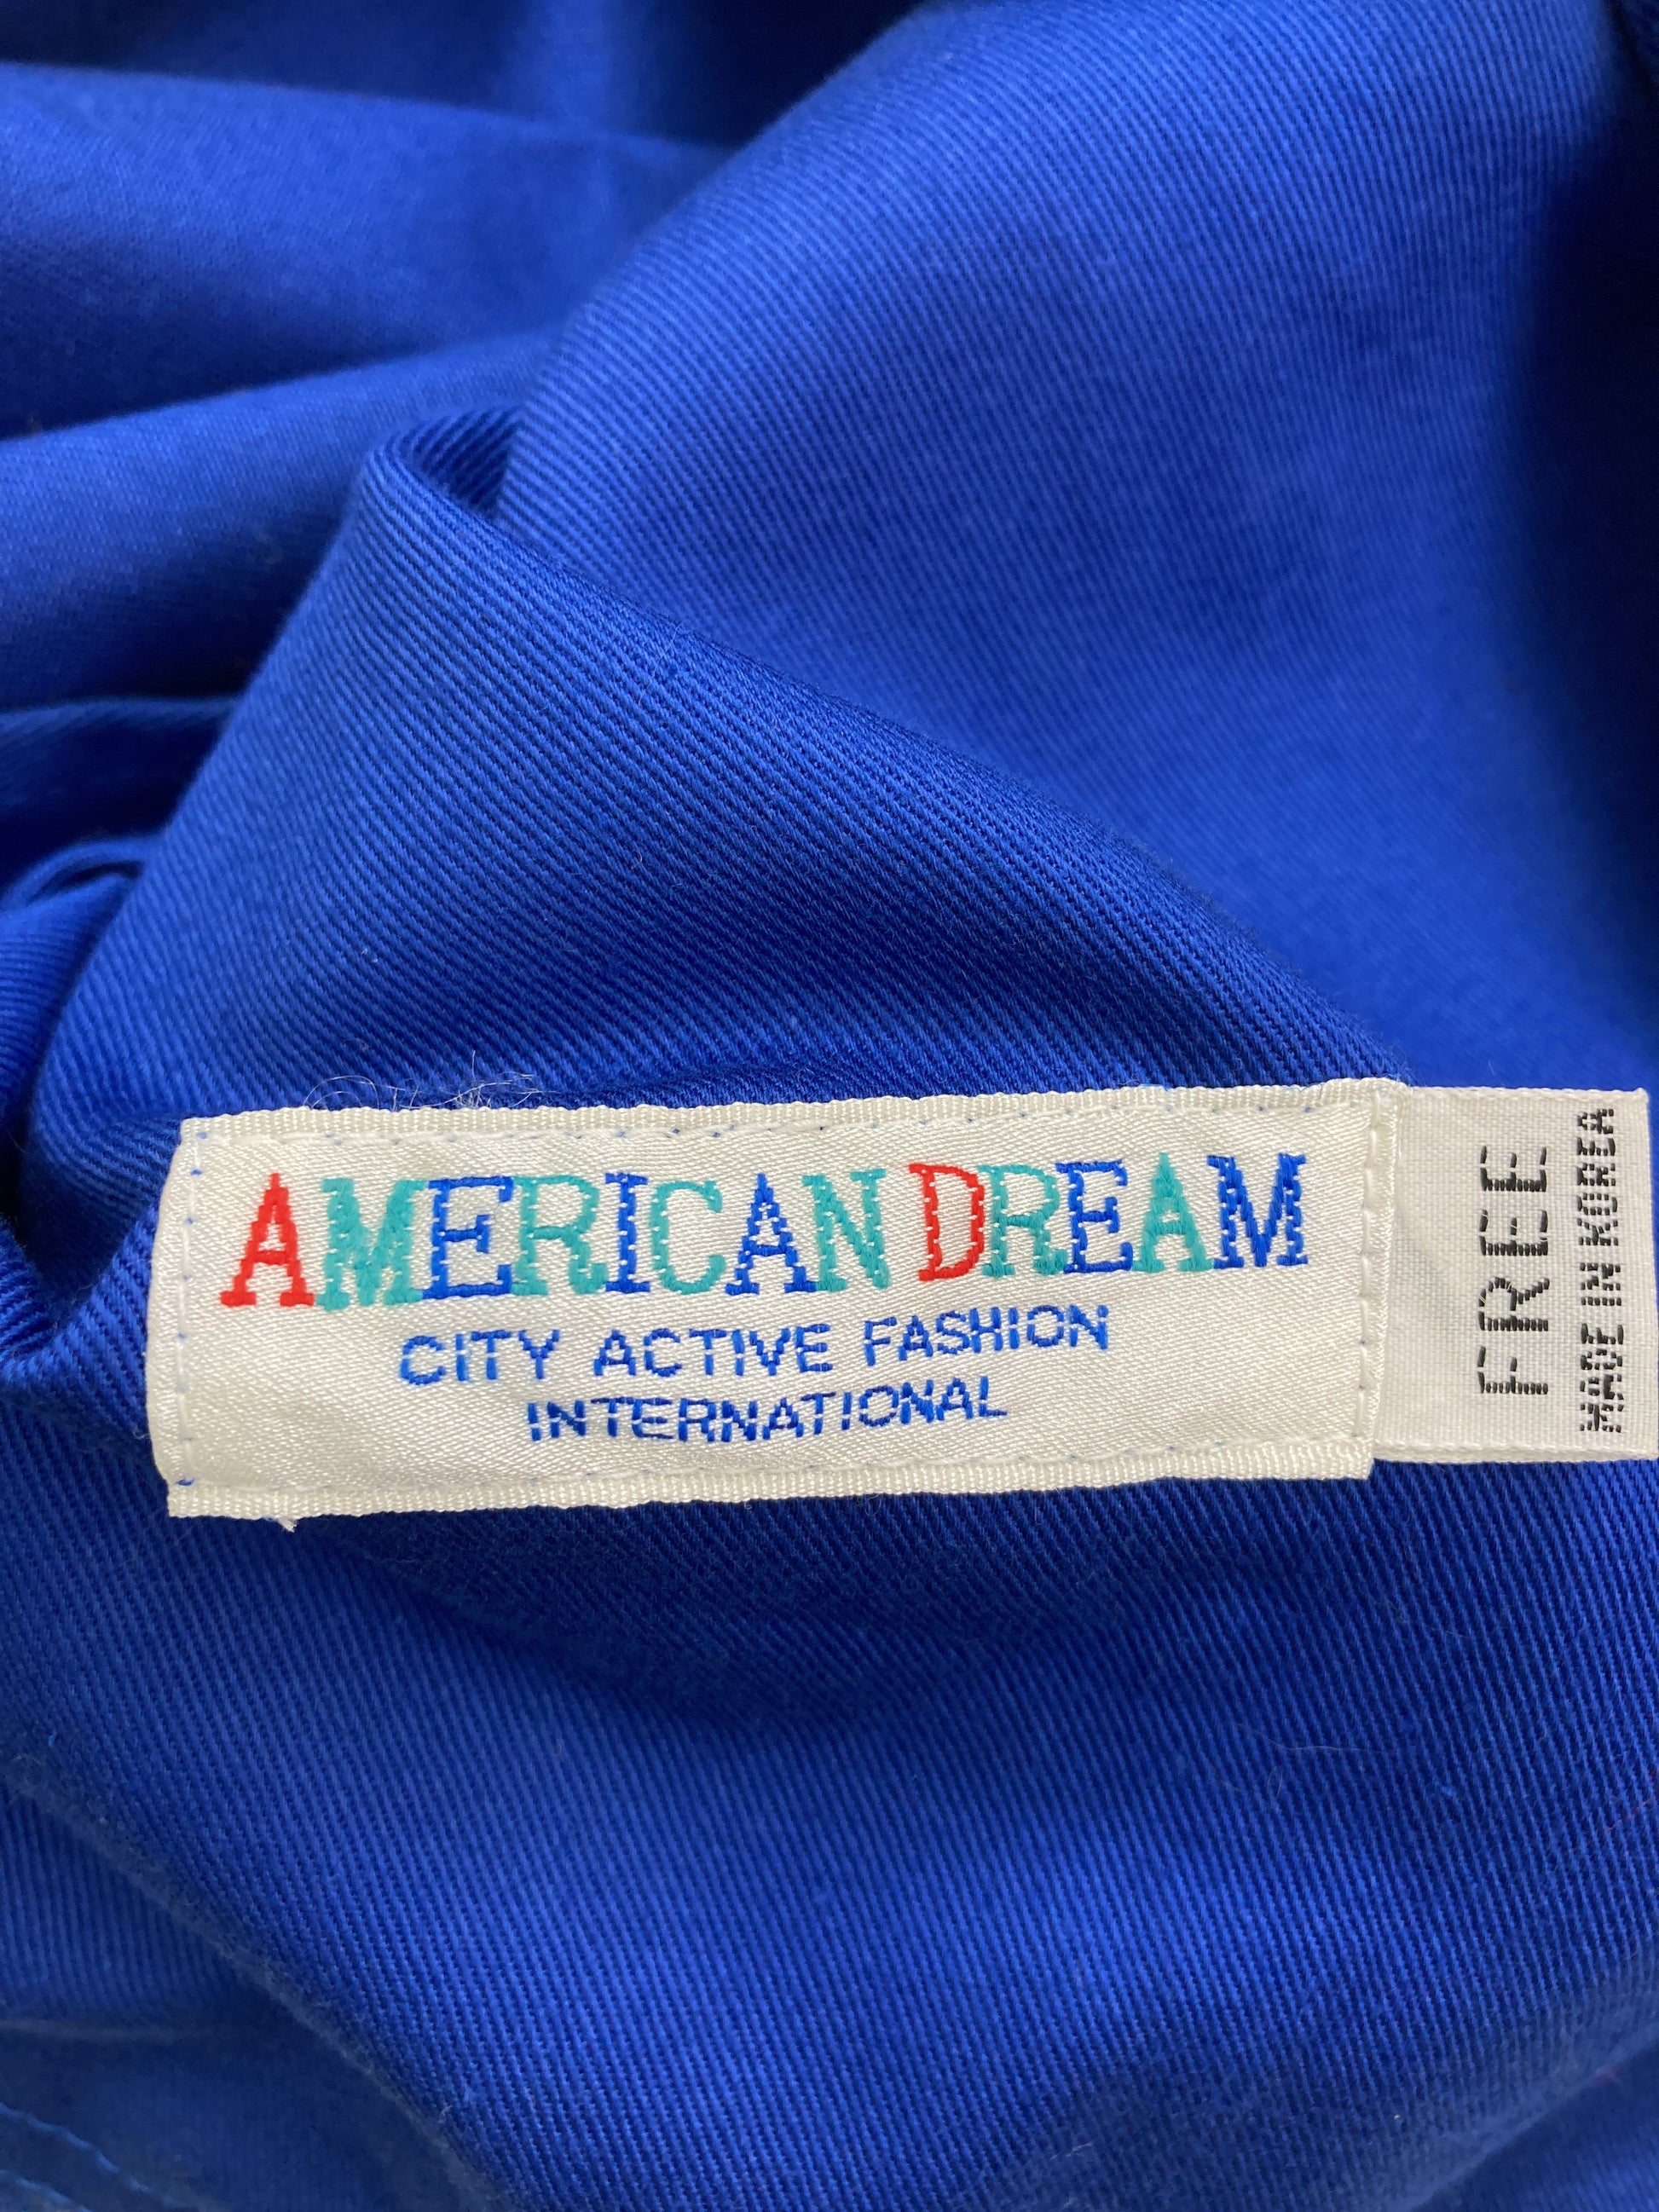 AMERICAN DREAM
CITY ACTIVE FASHION
INTERNATIONAL
FREE
MADE IN KOREA